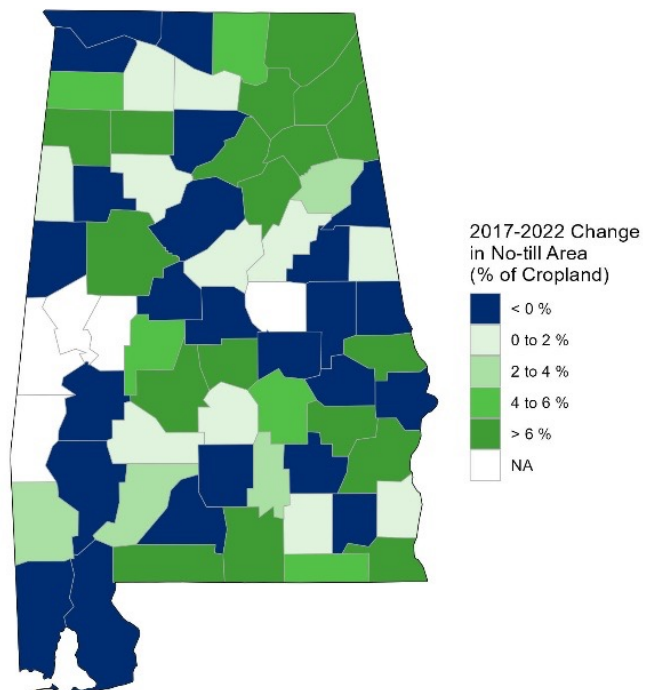 2017-2022 Change
in No-till Area
(% of Cropland)
< 0 %
0 to 2 %
2 to 4 %
4 to 6 %
> 6 %
NA